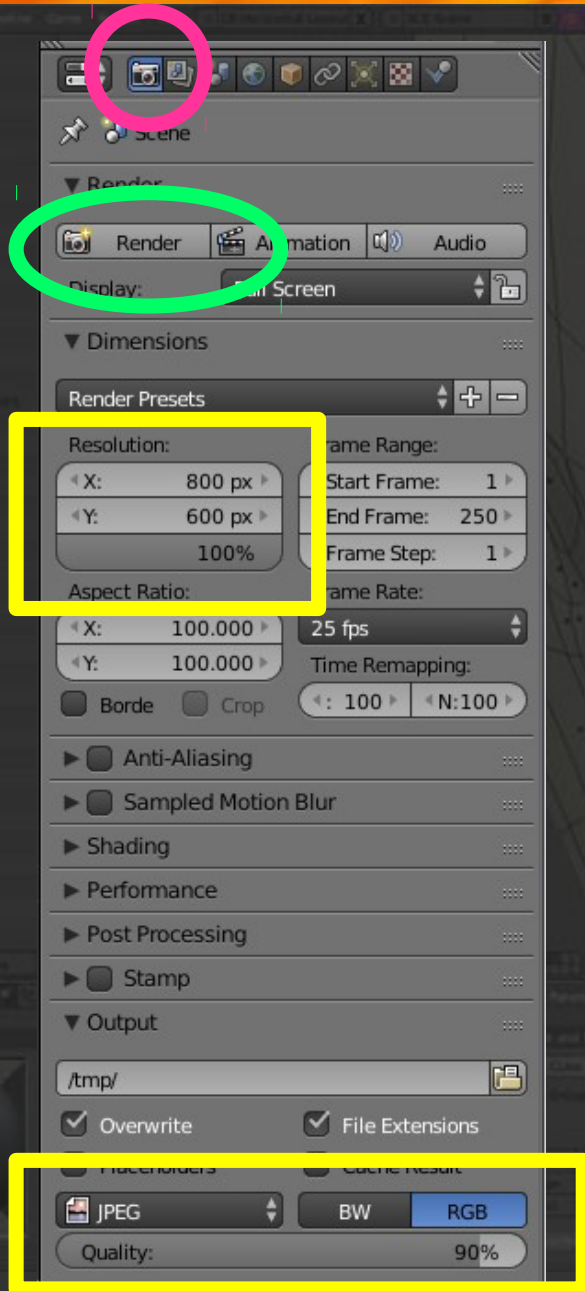 Scene
Render
Render Animation Audio
Display: Full Screen
Dimensions
Render Presets
Resolution: Frame Range:
X: 800 px Start Frame: 1
Y: 600 px End Frame: 250
100% Frame Step: 1
Aspect Ratio: Frame Rate:
X: 100.000 25 fps
Y: 100.000 Time Remapping:
Borde Crop : 100 N:100
Anti-Aliasing
Sampled Motion Blur
Shading
Performance
Post Processing
Stamp
Output
/tmp/
Overwrite File Extensions
Placeholders Cache Result
JPEG BW RGB
Quality: 90%